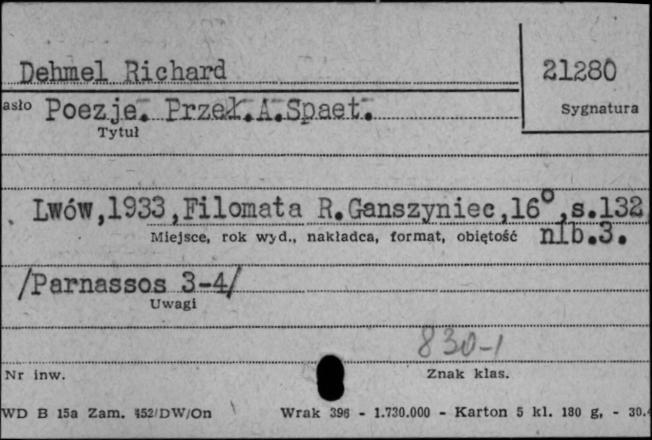 Dehmel Richard
21280
asło Poezje. Przeł.A.Spaet.
Sygnatura
Tytuł
Lwów,1933,Filomata R.Ganszyniec,16°,s.132
Miejsce, rok wyd., nakładca, format, objętość nlb.3.
/Parnassos 3-4/
Uwagi
830-1
Nr inw.
Znak klas.
WD B 15a Zam. 452/DW/On Wrak 396 - 1.730.000 - Karton 5 kl. 180 g, - 30.4